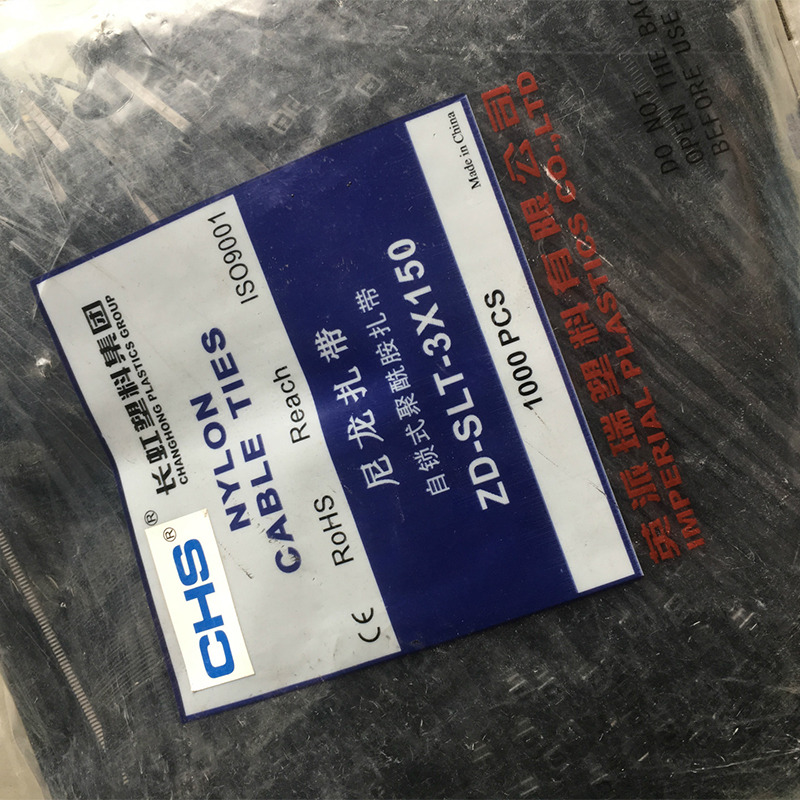 CHS®
®长虹塑料集团
CHANGHONG PLASTICS GROUP
NYLON
CABLE TIES
CE RoHS Reach ISO9001
尼龙扎带
自锁式聚酰胺扎带
ZD-SLT-3X150
1000 PCS
Made in China
英派瑞塑料有限公司
IMPERIAL PLASTICS CO.,LTD
DO NOT
OPEN THE BAG
BEFORE USE